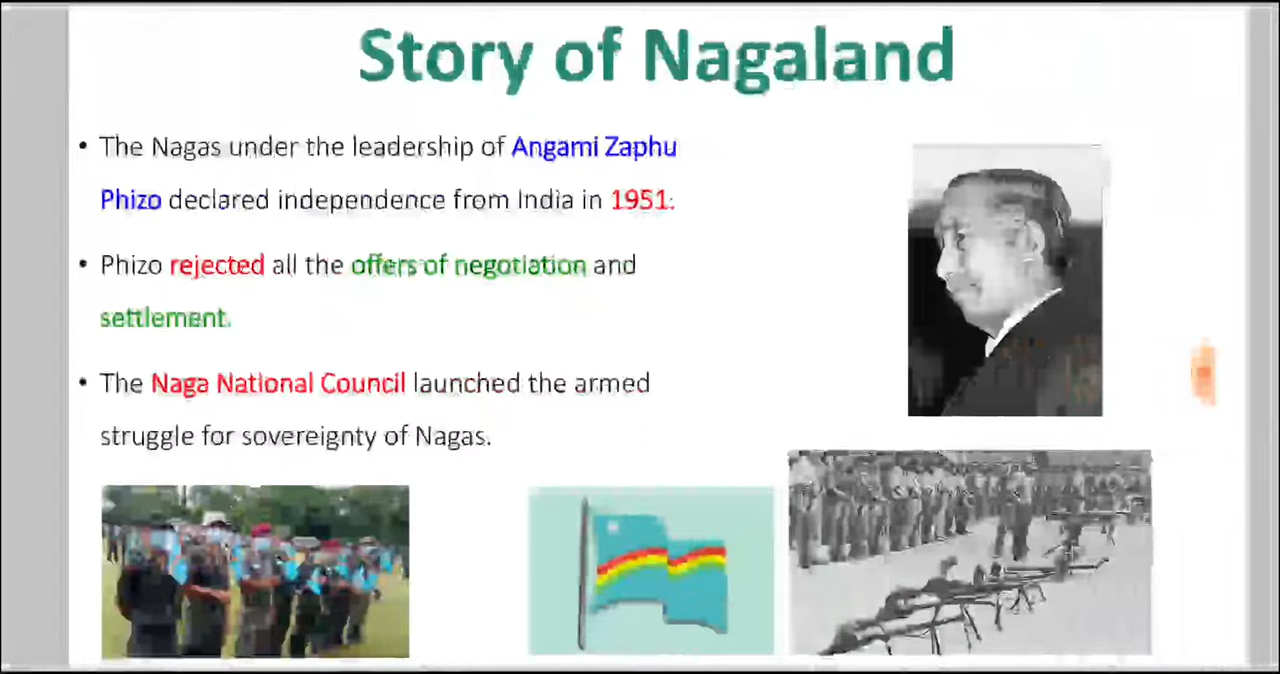 Story of Nagaland
• The Nagas under the leadership of Angami Zaphu
Phizo declared independence from India in 1951.
• Phizo rejected all the offers of negotiation and
settlement.
• The Naga National Council launched the armed
struggle for sovereignty of Nagas.